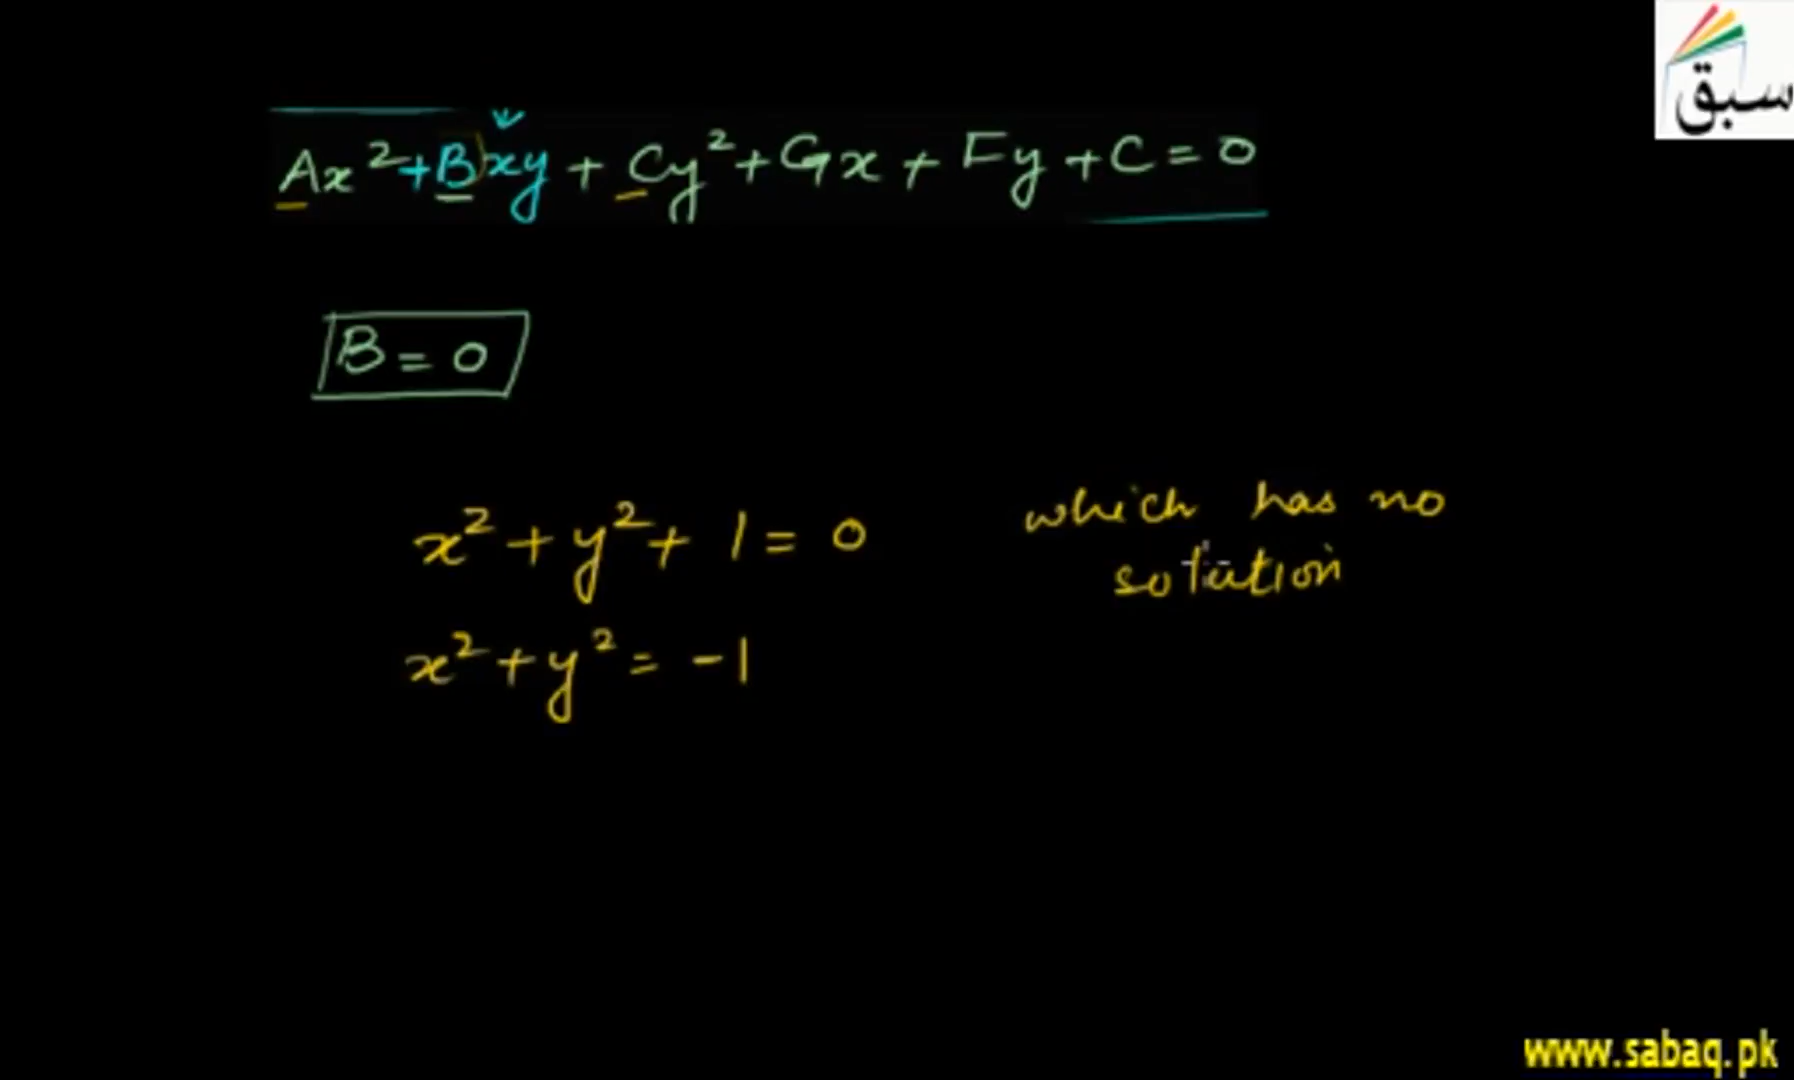 سبق
Ax²+Bxy + Cy²+Gx + Fy +C=0
B=0
x²+y²+ 1=0 which has no
solution
x²+y²= -1
www.sabaq.pk